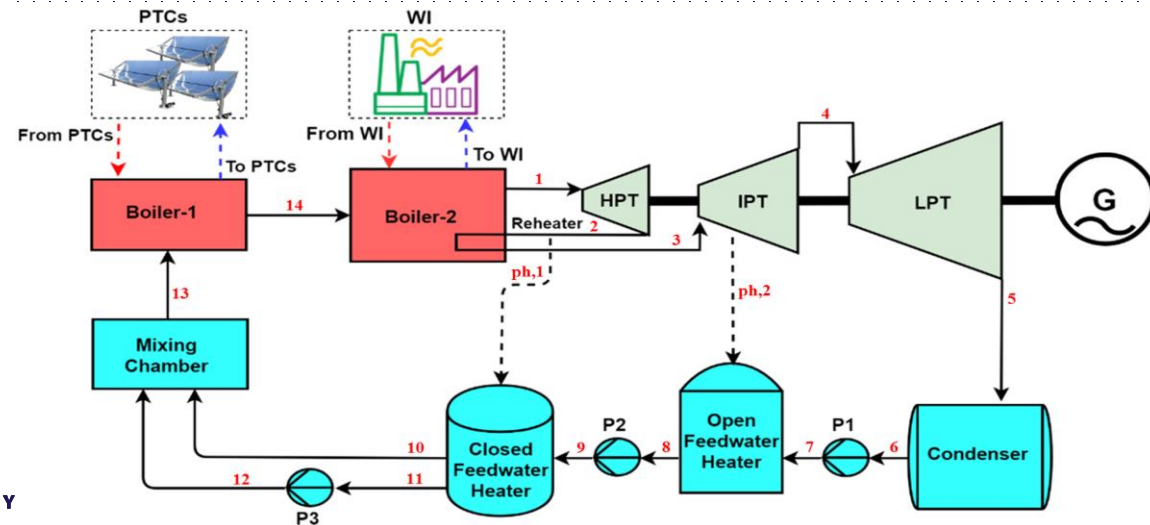 PTCs
WI
From PTCs
To PTCs
From WI
To WI
Boiler-1
14
Boiler-2
1
HPT
Reheater
2
3
IPT
4
LPT
G
ph,1
ph,2
5
13
Mixing
Chamber
Closed
Feedwater
Heater
10
11
12
P3
9
P2
8
Open
Feedwater
Heater
7
P1
6
Condenser
Y